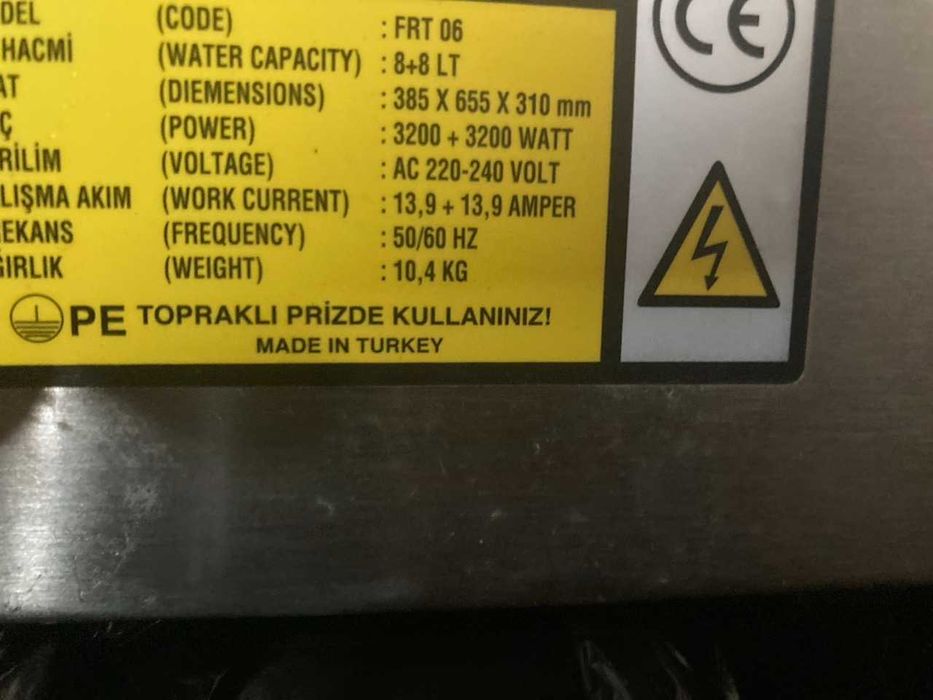 DEL (CODE) : FRT 06
HACMİ (WATER CAPACITY) : 8+8 LT
AT (DIEMENSIONS) : 385 X 655 X 310 mm
Ç (POWER) : 3200 + 3200 WATT
RİLİM (VOLTAGE) : AC 220-240 VOLT
LIŞMA AKIM (WORK CURRENT) : 13,9 + 13,9 AMPER
EKANS (FREQUENCY) : 50/60 HZ
ĞIRLIK (WEIGHT) : 10,4 KG
PE TOPRAKLI PRİZDE KULLANINIZ!
MADE IN TURKEY
CE